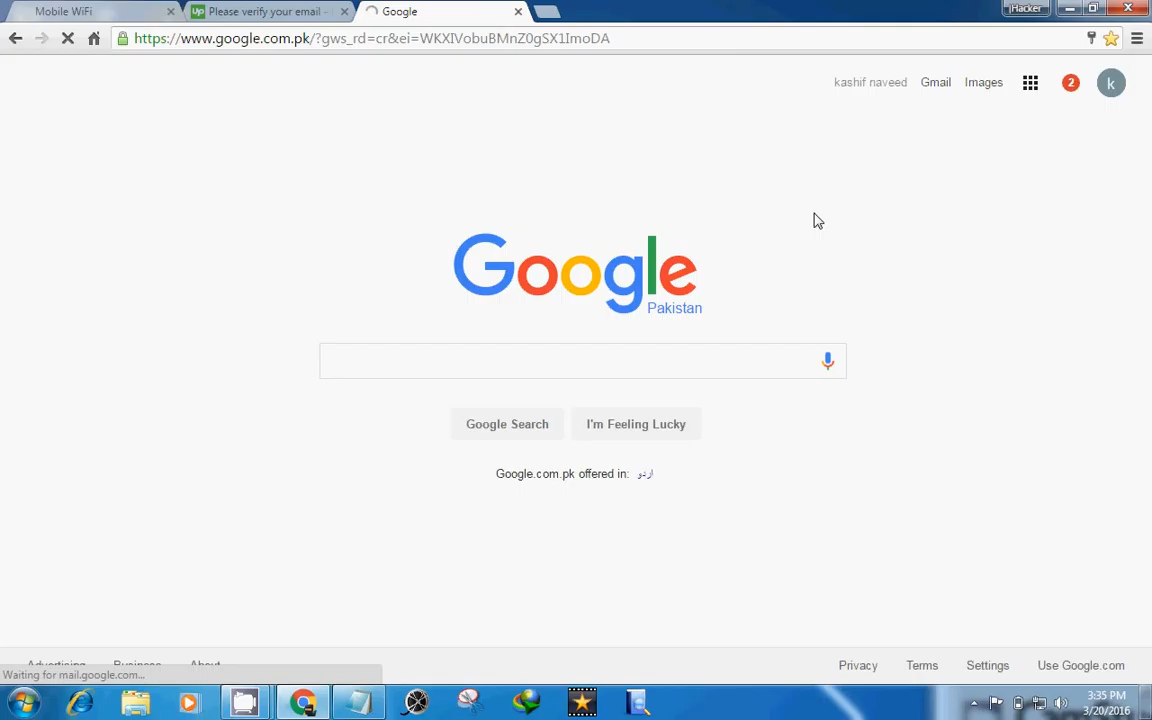 Mobile WiFi
Up Please verify your email -
Google
jHacker
https://www.google.com.pk/?gws_rd=cr&ei=WKXIVobuBMnZ0gSX1ImoDA
kashif naveed Gmail Images 2 k
Google
Pakistan
Google Search I'm Feeling Lucky
Google.com.pk offered in: اردو
Advertising Business About
Privacy Terms Settings Use Google.com
Waiting for mail.google.com...
3:35 PM
3/20/2016